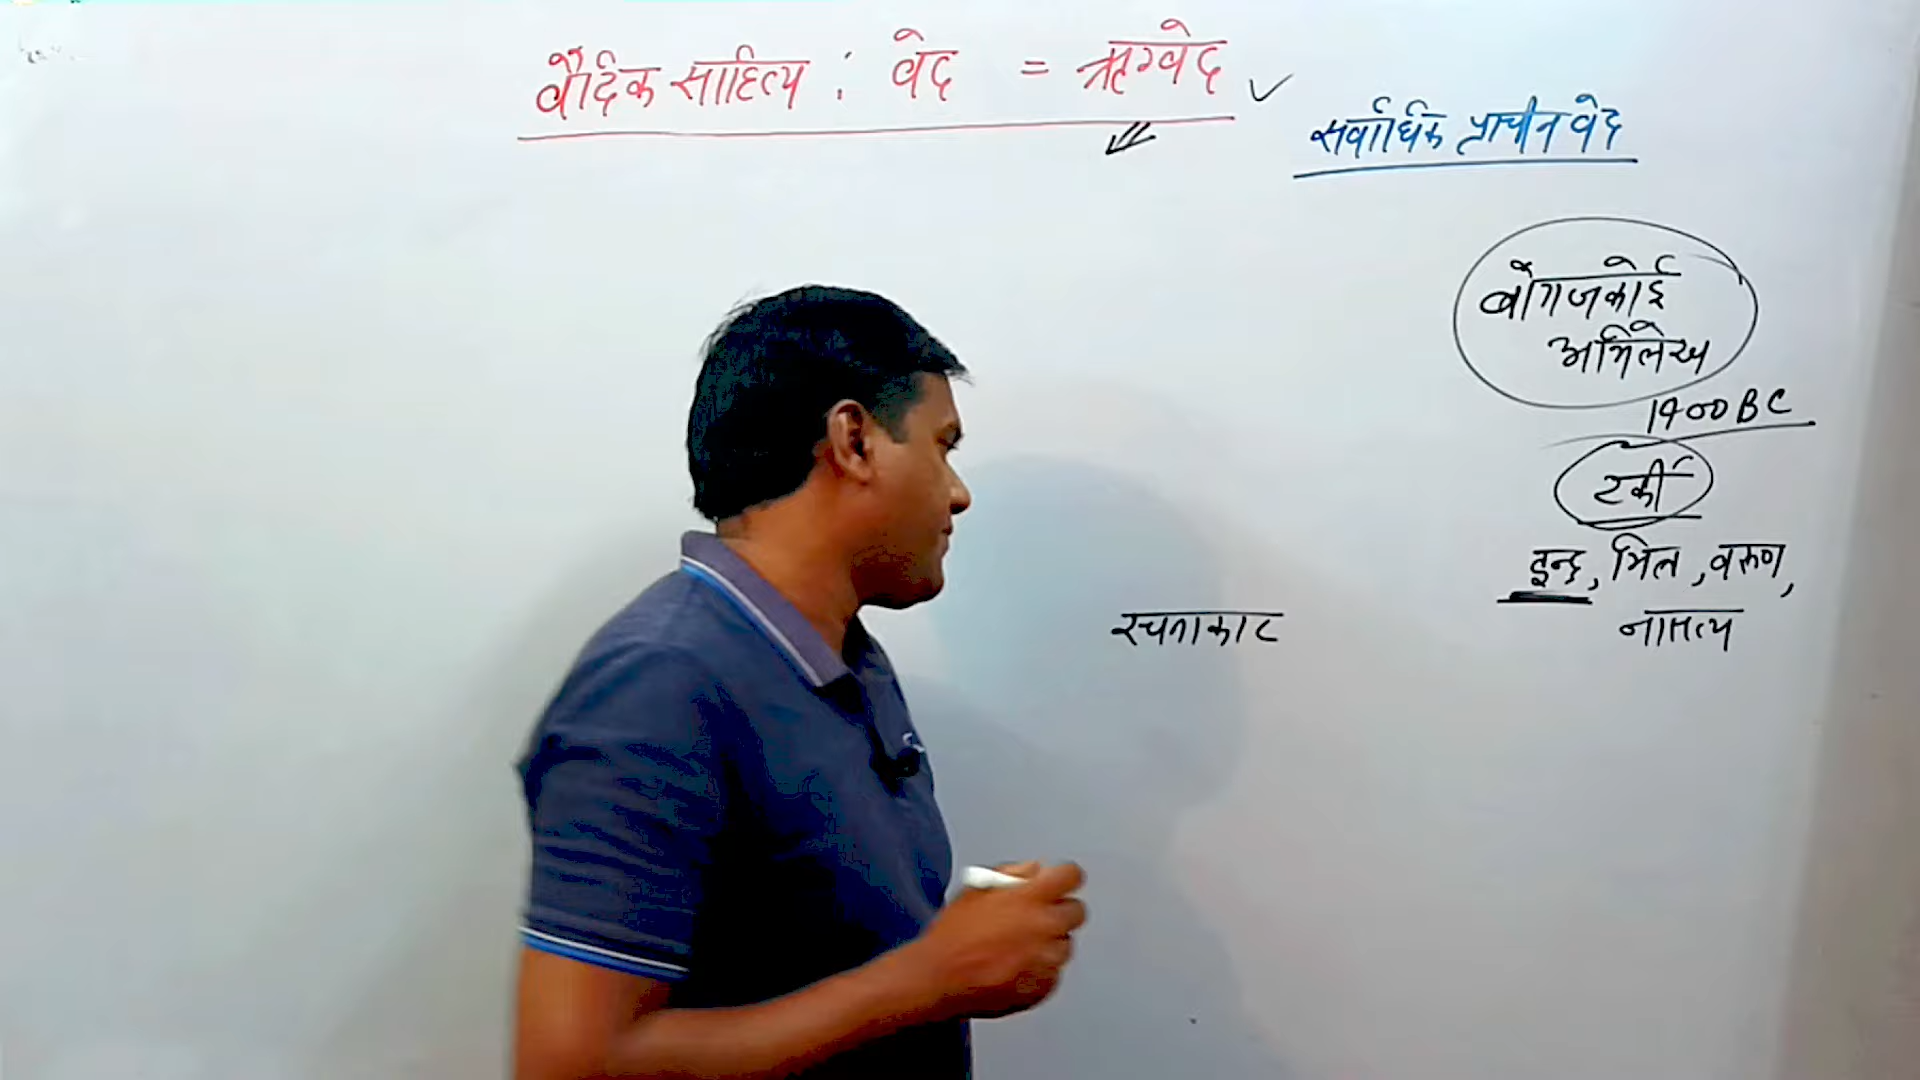 वैदिक साहित्य : वेद = ऋग्वेद
सर्वाधिक प्राचीन वेद
बोगजकोई
अभिलेख
1400 BC
टर्की
इन्द्र, मित्र, वरुण,
नासत्य
रचनाकार